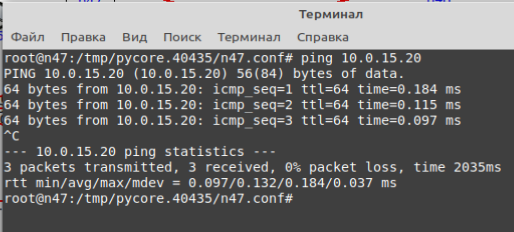 Терминал
Файл Правка Вид Поиск Терминал Справка
root@n47:/tmp/pycore.40435/n47.conf# ping 10.0.15.20
PING 10.0.15.20 (10.0.15.20) 56(84) bytes of data.
64 bytes from 10.0.15.20: icmp_seq=1 ttl=64 time=0.184 ms
64 bytes from 10.0.15.20: icmp_seq=2 ttl=64 time=0.115 ms
64 bytes from 10.0.15.20: icmp_seq=3 ttl=64 time=0.097 ms
^C
--- 10.0.15.20 ping statistics ---
3 packets transmitted, 3 received, 0% packet loss, time 2035ms
rtt min/avg/max/mdev = 0.097/0.132/0.184/0.037 ms
root@n47:/tmp/pycore.40435/n47.conf#